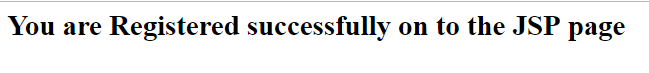 You are Registered successfully on to the JSP page